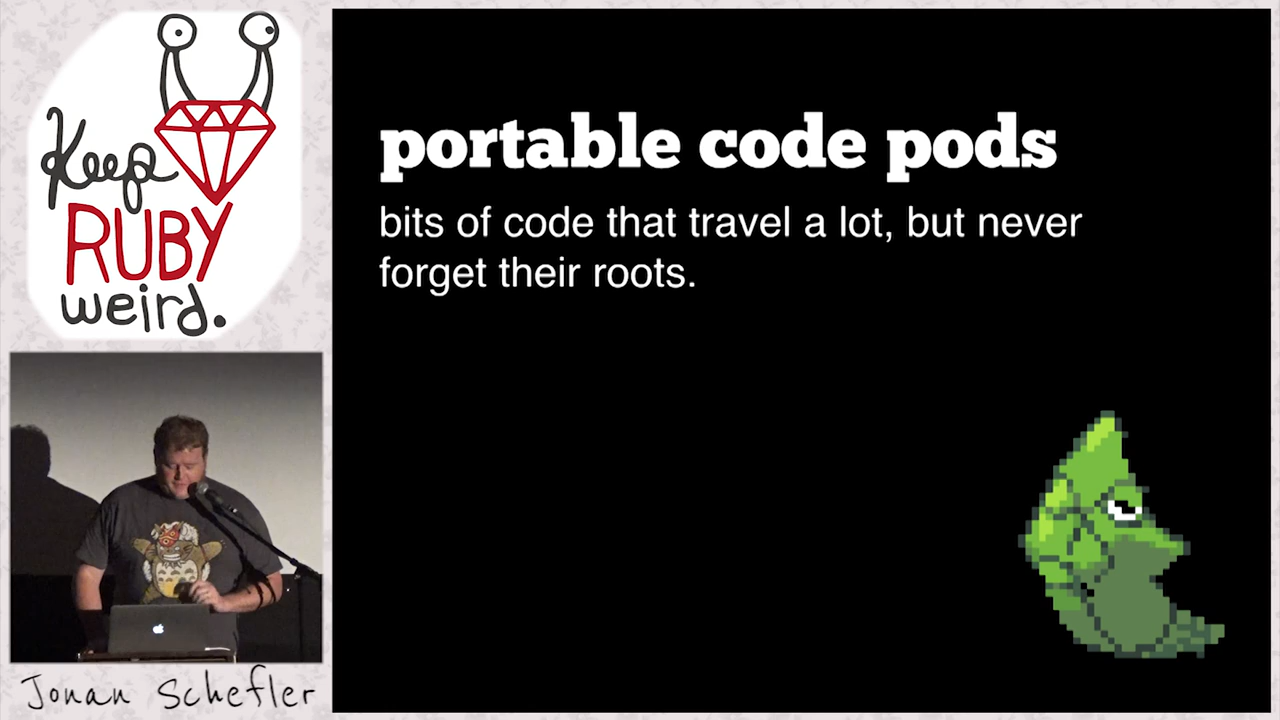 Keep
RUBY
weird.
portable code pods
bits of code that travel a lot, but never
forget their roots.
Jonan Schefler